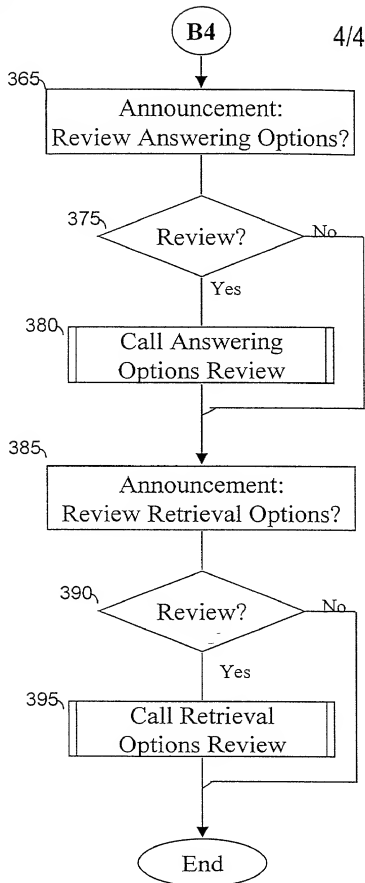 B4
4/4
365
Announcement:
Review Answering Options?
375
Review?
No
Yes
380
Call Answering
Options Review
385
Announcement:
Review Retrieval Options?
390
Review?
No
Yes
395
Call Retrieval
Options Review
End